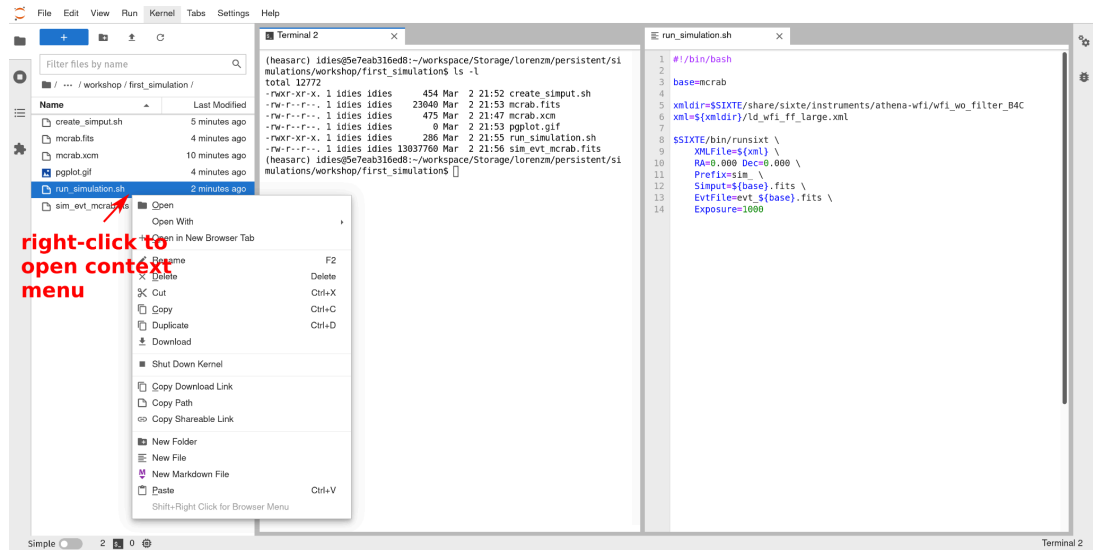 File Edit View Run Kernel Tabs Settings Help
Filter files by name
/ ··· / workshop / first_simulation /
Name Last Modified
create_simput.sh 5 minutes ago
mcrab.fits 4 minutes ago
mcrab.xcm 10 minutes ago
pgplot.gif 4 minutes ago
run_simulation.sh 2 minutes ago
sim_evt_mcrab.fits
right-click to
open context
menu
Open
Open With
Open in New Browser Tab
Rename F2
Delete Delete
Cut Ctrl+X
Copy Ctrl+C
Duplicate Ctrl+D
Download
Shut Down Kernel
Copy Download Link
Copy Path
Copy Shareable Link
New Folder
New File
New Markdown File
Paste Ctrl+V
Shift+Right Click for Browser Menu
Terminal 2
(heasarc) idies@5e7eab316ed8:~/workspace/Storage/lorenzm/persistent/si
mulations/workshop/first_simulation$ ls -l
total 12772
-rwxr-xr-x. 1 idies idies 454 Mar 2 21:52 create_simput.sh
-rw-r--r--. 1 idies idies 23040 Mar 2 21:53 mcrab.fits
-rw-r--r--. 1 idies idies 475 Mar 2 21:47 mcrab.xcm
-rw-r--r--. 1 idies idies 0 Mar 2 21:53 pgplot.gif
-rwxr-xr-x. 1 idies idies 286 Mar 2 21:55 run_simulation.sh
-rw-r--r--. 1 idies idies 13037760 Mar 2 21:56 sim_evt_mcrab.fits
(heasarc) idies@5e7eab316ed8:~/workspace/Storage/lorenzm/persistent/si
mulations/workshop/first_simulation$
run_simulation.sh
1 #!/bin/bash
2
3 base=mcrab
4
5 xmldir=$SIXTE/share/sixte/instruments/athena-wfi/wfi_wo_filter_B4C
6 xml=${xmldir}/ld_wfi_ff_large.xml
7
8 $SIXTE/bin/runsixt \
9 XMLFile=${xml} \
10 RA=0.000 Dec=0.000 \
11 Prefix=sim_ \
12 Simput=${base}.fits \
13 EvtFile=evt_${base}.fits \
14 Exposure=1000
Simple 2 0
Terminal 2